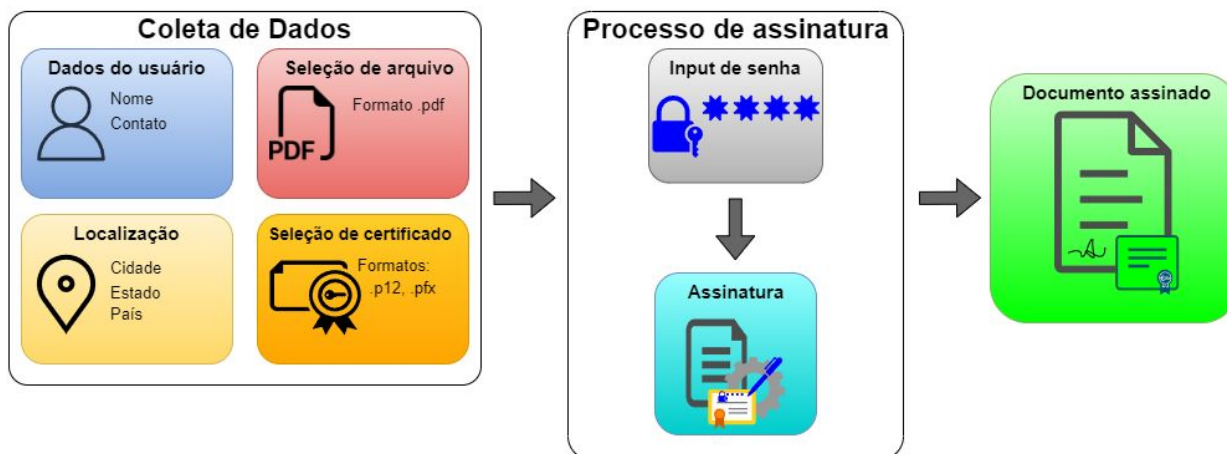 Coleta de Dados
Dados do usuário
Nome
Contato
Seleção de arquivo
Formato .pdf
PDF
Localização
Cidade
Estado
País
Seleção de certificado
Formatos:
.p12, .pfx
Processo de assinatura
Input de senha
Assinatura
Documento assinado